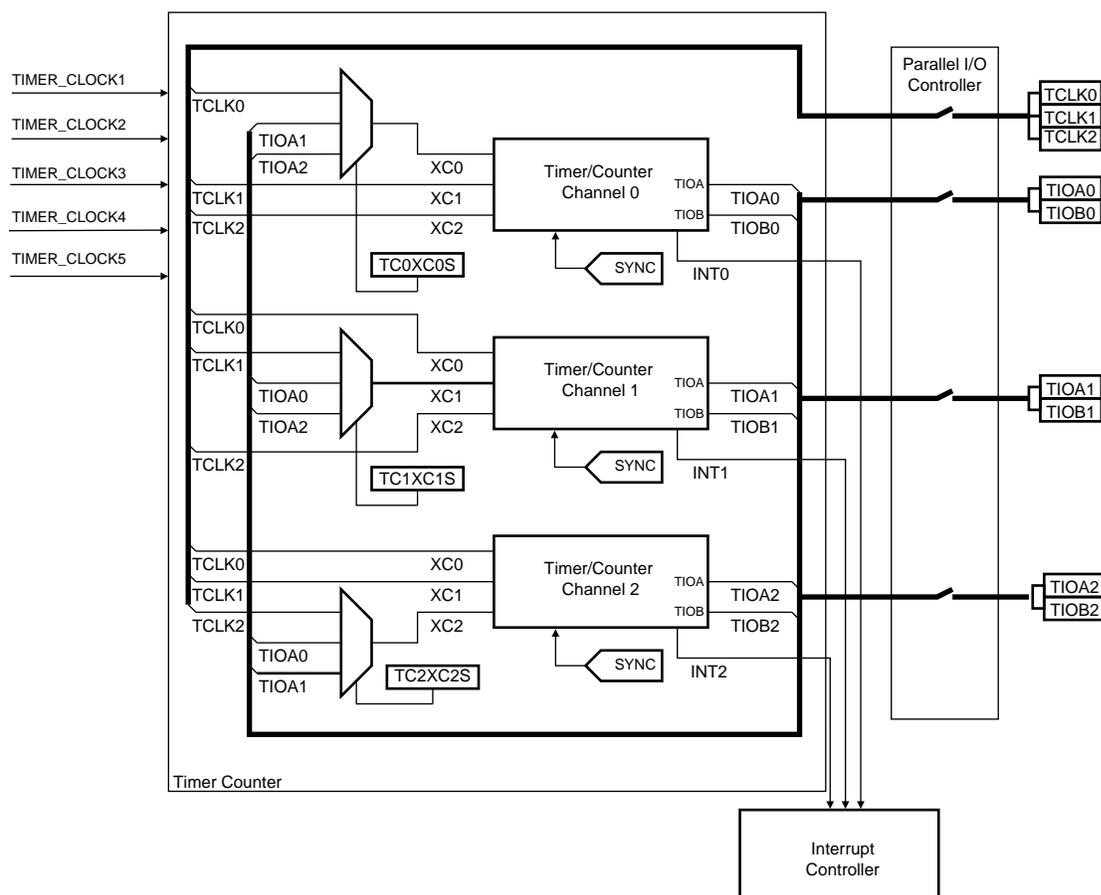 TIMER_CLOCK1
TIMER_CLOCK2
TIMER_CLOCK3
TIMER_CLOCK4
TIMER_CLOCK5
TCLK0
TIOA1
TIOA2
TCLK1
TCLK2
XC0
XC1
XC2
TC0XC0S
Timer/Counter
Channel 0
TIOA
TIOB
TIOA0
TIOB0
SYNC
INT0
TCLK0
TCLK1
TIOA0
TIOA2
TCLK2
XC0
XC1
XC2
TC1XC1S
Timer/Counter
Channel 1
TIOA
TIOB
TIOA1
TIOB1
SYNC
INT1
TCLK0
TCLK1
TCLK2
TIOA0
TIOA1
XC0
XC1
XC2
TC2XC2S
Timer/Counter
Channel 2
TIOA
TIOB
TIOA2
TIOB2
SYNC
INT2
Timer Counter
Parallel I/O
Controller
TCLK0
TCLK1
TCLK2
TIOA0
TIOB0
TIOA1
TIOB1
TIOA2
TIOB2
Interrupt
Controller